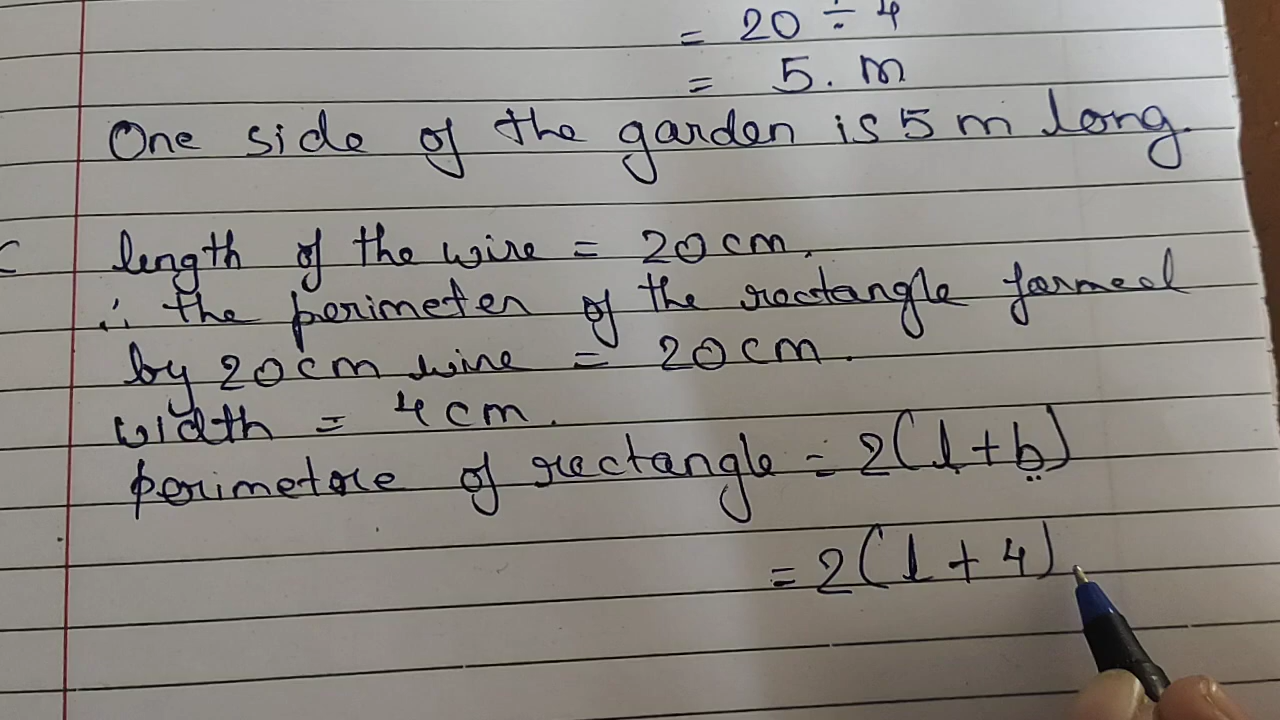 = 20 ÷ 4
= 5. m
One side of the garden is 5 m long.
length of the wire = 20 cm.
∴ the perimeter of the rectangle formed
by 20 cm wire = 20 cm.
width = 4 cm.
perimetere of rectangle = 2(l+b)
= 2(l + 4)